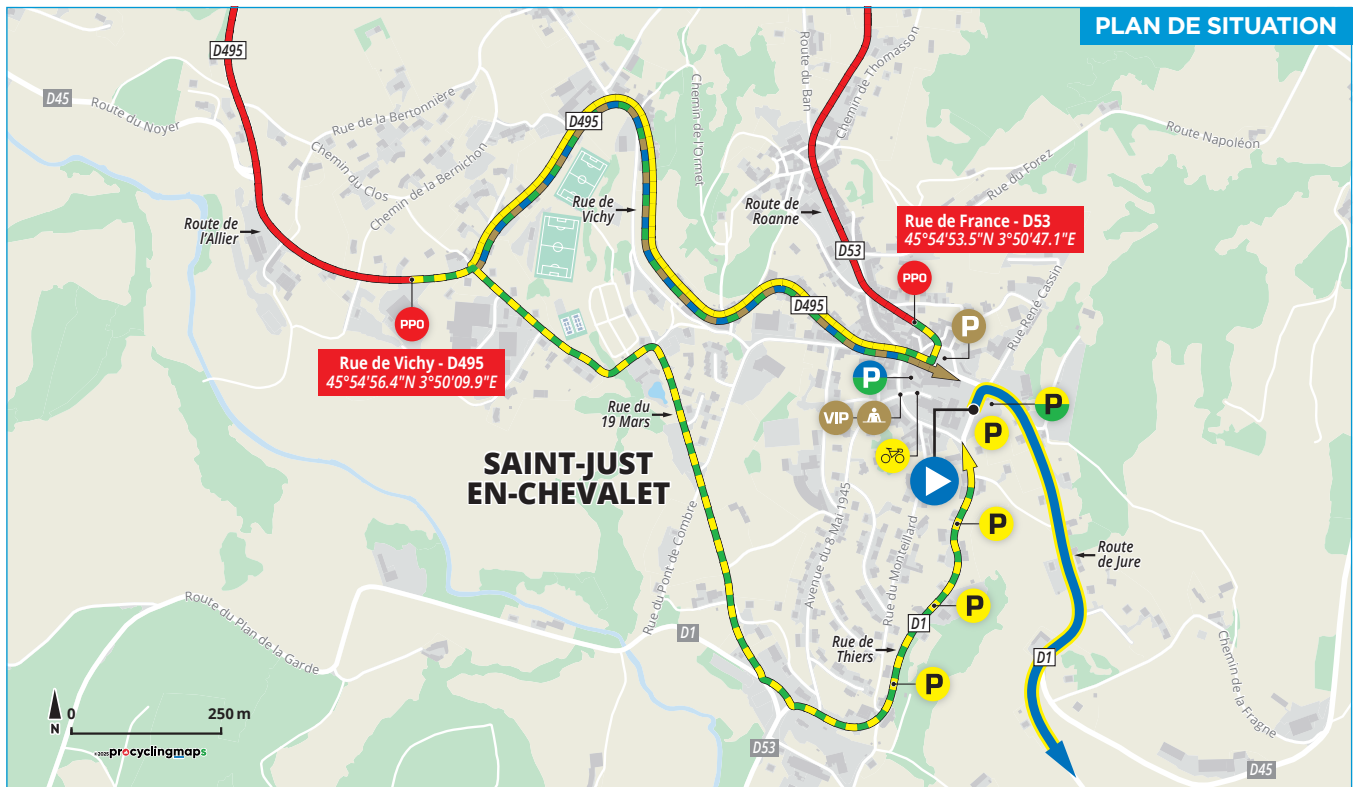 PLAN DE SITUATION
D495
D45
Route du Noyer
Rue de la Bertonnière
Chemin du Clos
Chemin de la Bernichon
D495
Chemin de l'Ormet
Route du Ban
Chemin de Thomasson
Route Napoléon
Rue du Forez
Route de
l'Allier
Rue de
Vichy
Route de
Roanne
Rue de France - D53
45°54'53.5"N 3°50'47.1"E
D53
PPO
Rue René Cassin
PPO
D495
P
Rue de Vichy - D495
45°54'56.4"N 3°50'09.9"E
P
P
Rue du
19 Mars
VIP
P
SAINT-JUST
EN-CHEVALET
Avenue du 8 Mai 1945
Rue du Monteillard
P
Rue du Pont de Combre
Route
de Jure
Route du Plan de la Garde
P
D1
D1
Rue de
Thiers
D1
Chemin de la Fragne
P
N
0
250 m
D53
D45
©2025 procyclingmaps